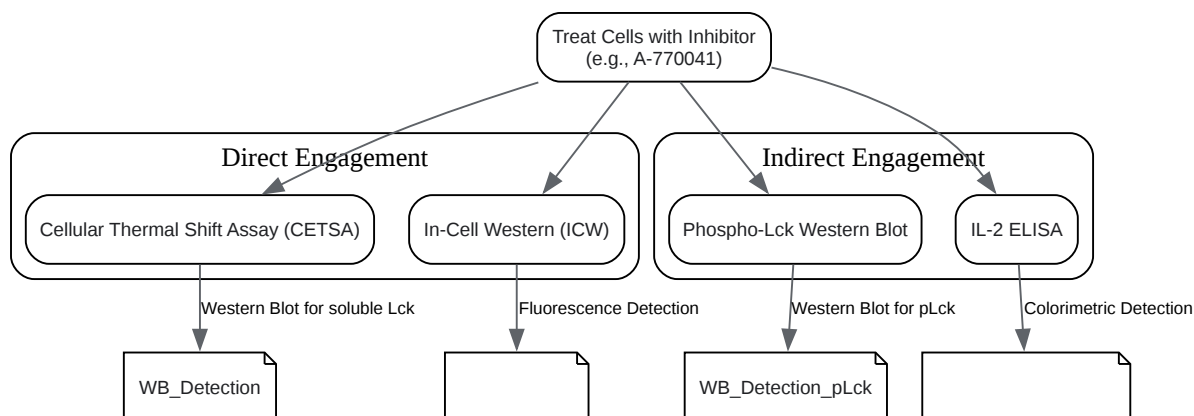 Treat Cells with Inhibitor
(e.g., A-770041)
Direct Engagement
Indirect Engagement
Cellular Thermal Shift Assay (CETSA)
In-Cell Western (ICW)
Phospho-Lck Western Blot
IL-2 ELISA
Western Blot for soluble Lck
Fluorescence Detection
Western Blot for pLck
Colorimetric Detection
WB_Detection
WB_Detection_pLck